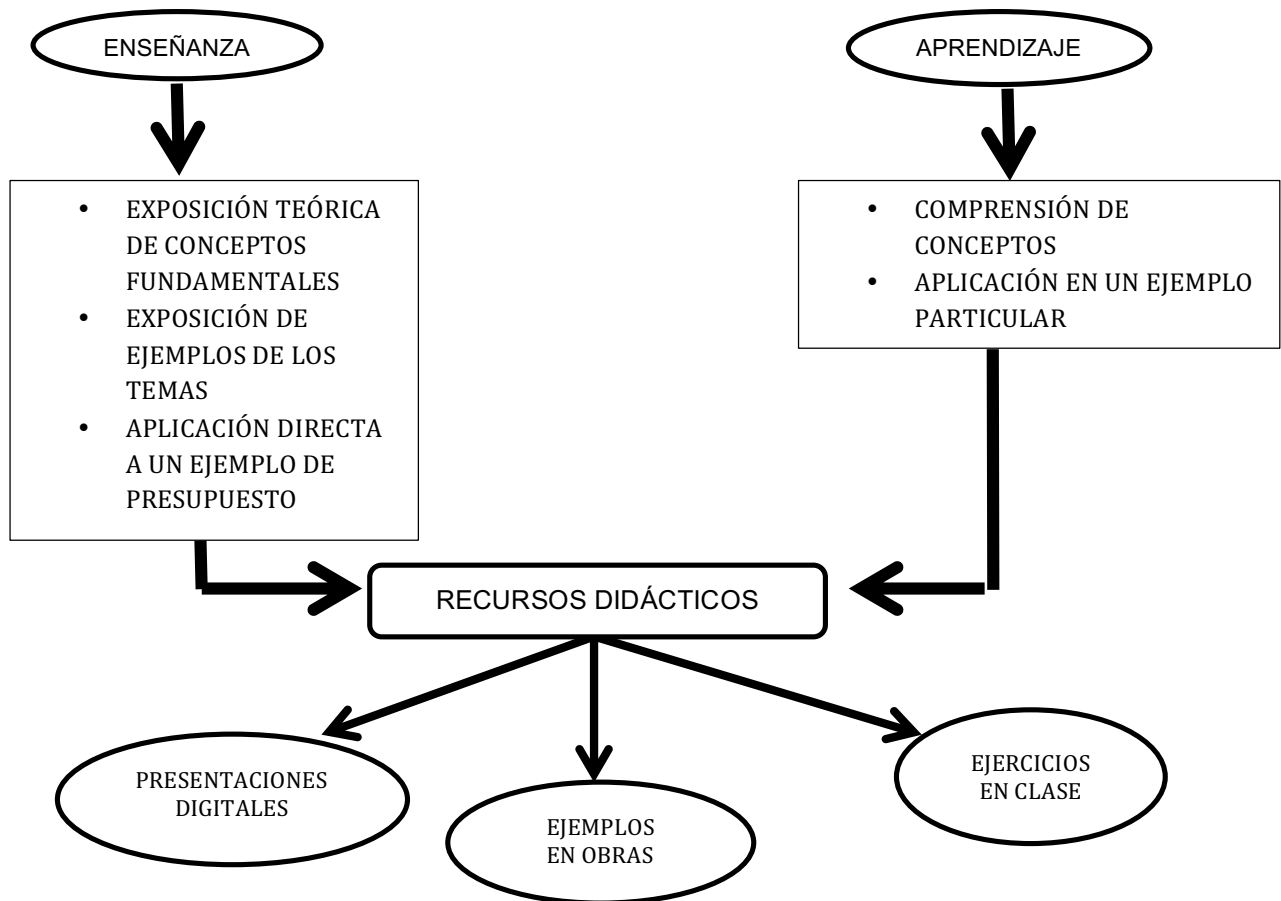 ENSEÑANZA
APRENDIZAJE
• EXPOSICIÓN TEÓRICA
DE CONCEPTOS
FUNDAMENTALES
• EXPOSICIÓN DE
EJEMPLOS DE LOS
TEMAS
• APLICACIÓN DIRECTA
A UN EJEMPLO DE
PRESUPUESTO
• COMPRENSIÓN DE
CONCEPTOS
• APLICACIÓN EN UN EJEMPLO
PARTICULAR
RECURSOS DIDÁCTICOS
PRESENTACIONES
DIGITALES
EJEMPLOS
EN OBRAS
EJERCICIOS
EN CLASE